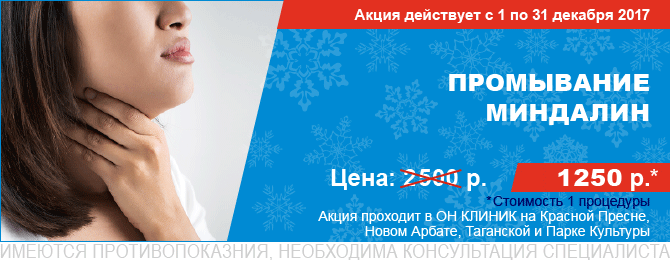 Акция действует с 1 по 31 декабря 2017
ПРОМЫВАНИЕ
МИНДАЛИН
Цена: 2500 р.
1250 р.*
*Стоимость 1 процедуры
Акция проходит в ОН КЛИНИК на Красной Пресне,
Новом Арбате, Таганской и Парке Культуры
ИМЕЮТСЯ ПРОТИВОПОКАЗНИЯ, НЕОБХОДИМА КОНСУЛЬТАЦИЯ СПЕЦИАЛИСТА